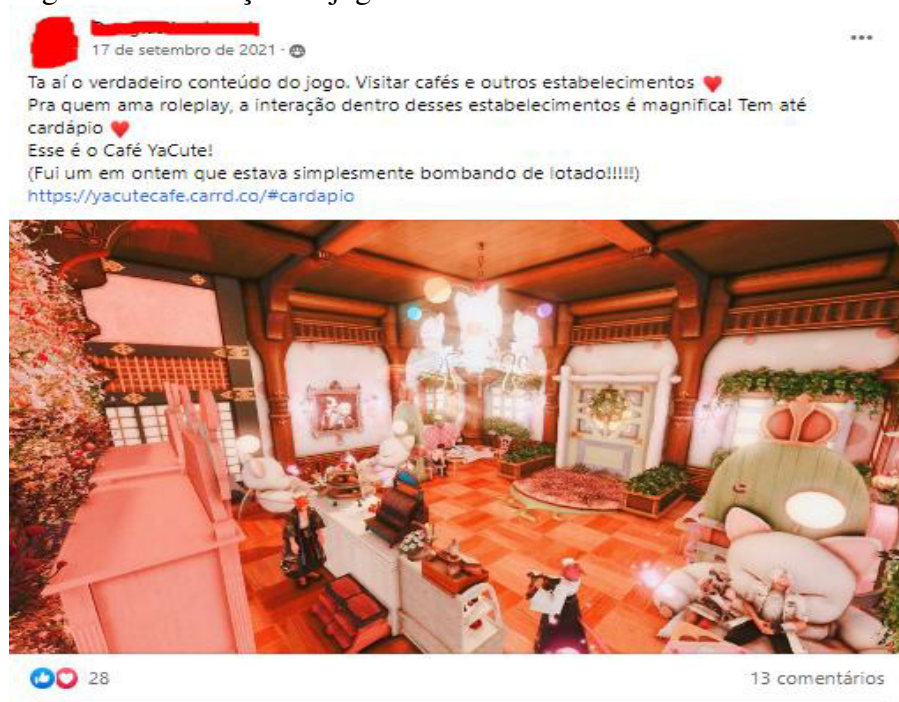 17 de setembro de 2021 ·
Ta aí o verdadeiro conteúdo do jogo. Visitar cafés e outros estabelecimentos ❤
Pra quem ama roleplay, a interação dentro desses estabelecimentos é magnifica! Tem até
cardápio ❤
Esse é o Café YaCute!
(Fui um em ontem que estava simplesmente bombando de lotado!!!!!)
https://yacutecafe.carrd.co/#cardapio
28
13 comentários